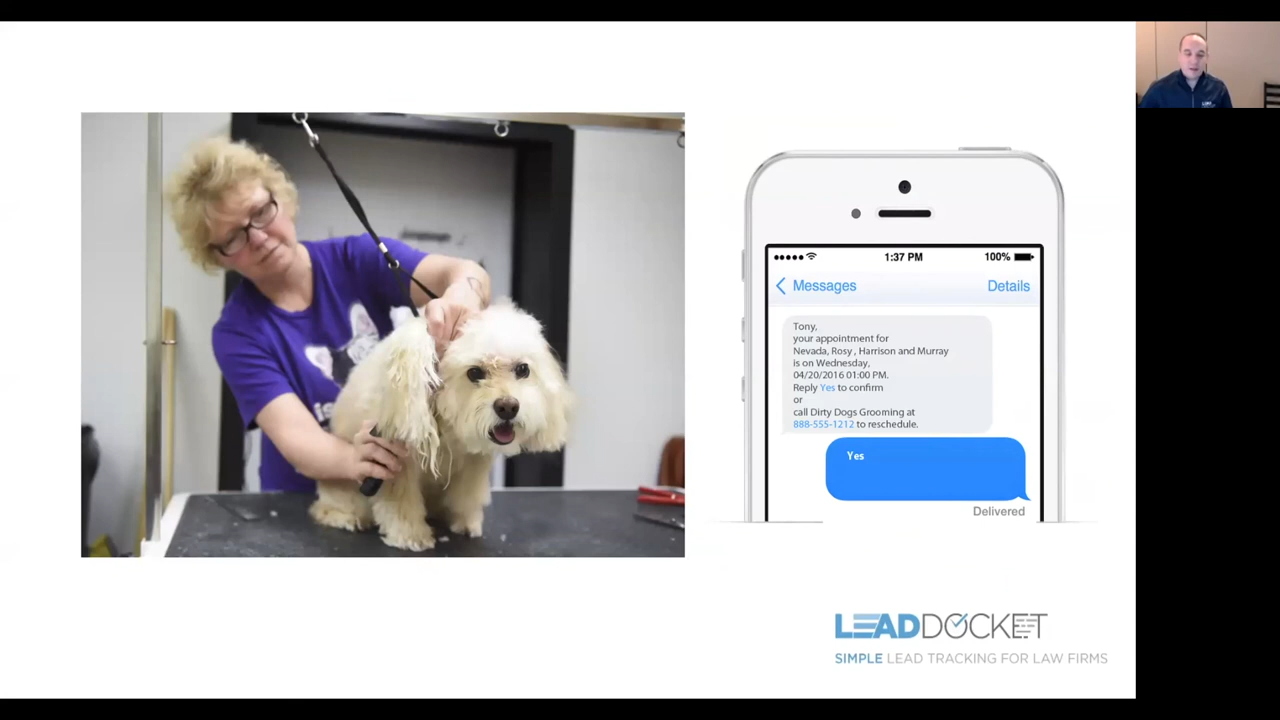 1:37 PM
100%
Messages
Details
Tony,
your appointment for
Nevada, Rosy , Harrison and Murray
is on Wednesday,
04/20/2016 01:00 PM.
Reply Yes to confirm
or
call Dirty Dogs Grooming at
888-555-1212 to reschedule.
Yes
Delivered
LEADDOCKET
SIMPLE LEAD TRACKING FOR LAW FIRMS